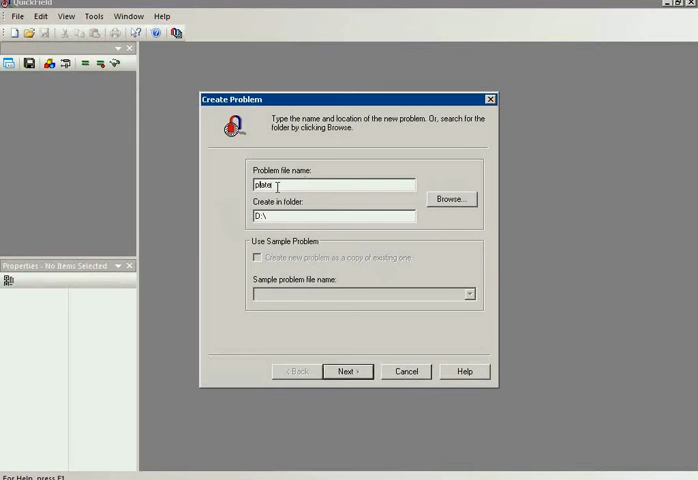 QuickField
File Edit View Tools Window Help
Create Problem
Type the name and location of the new problem. Or, search for the
folder by clicking Browse.
Problem file name:
plate
Browse...
Create in folder:
D:\
Use Sample Problem
Create new problem as a copy of existing one
Sample problem file name:
Properties - No Items Selected
< Back Next > Cancel Help
For Help, press F1